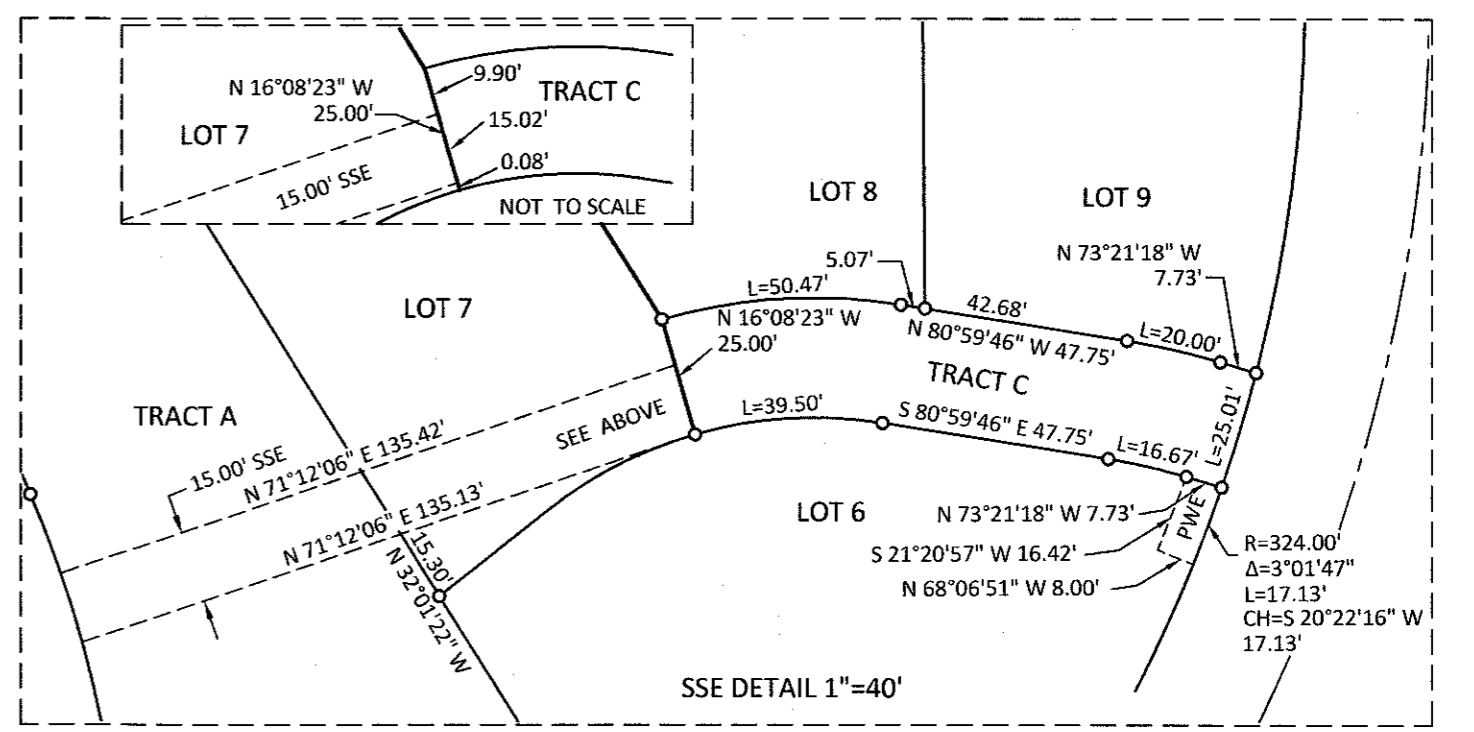 N 16°08'23" W
25.00'
9.90'
TRACT C
LOT 7
15.02'
0.08'
15.00' SSE
NOT TO SCALE
LOT 8
LOT 9
5.07'
N 73°21'18" W
7.73'
LOT 7
L=50.47'
42.68'
N 16°08'23" W
25.00'
N 80°59'46" W 47.75'
L=20.00'
TRACT C
TRACT A
L=39.50'
S 80°59'46" E 47.75'
L=25.01'
SEE ABOVE
15.00' SSE
N 71°12'06" E 135.42'
L=16.67'
N 71°12'06" E 135.13'
LOT 6
N 73°21'18" W 7.73'
PWE
15.30'
N 32°01'22" W
S 21°20'57" W 16.42'
N 68°06'51" W 8.00'
R=324.00'
Δ=3°01'47"
L=17.13'
CH=S 20°22'16" W
17.13'
SSE DETAIL 1"=40'